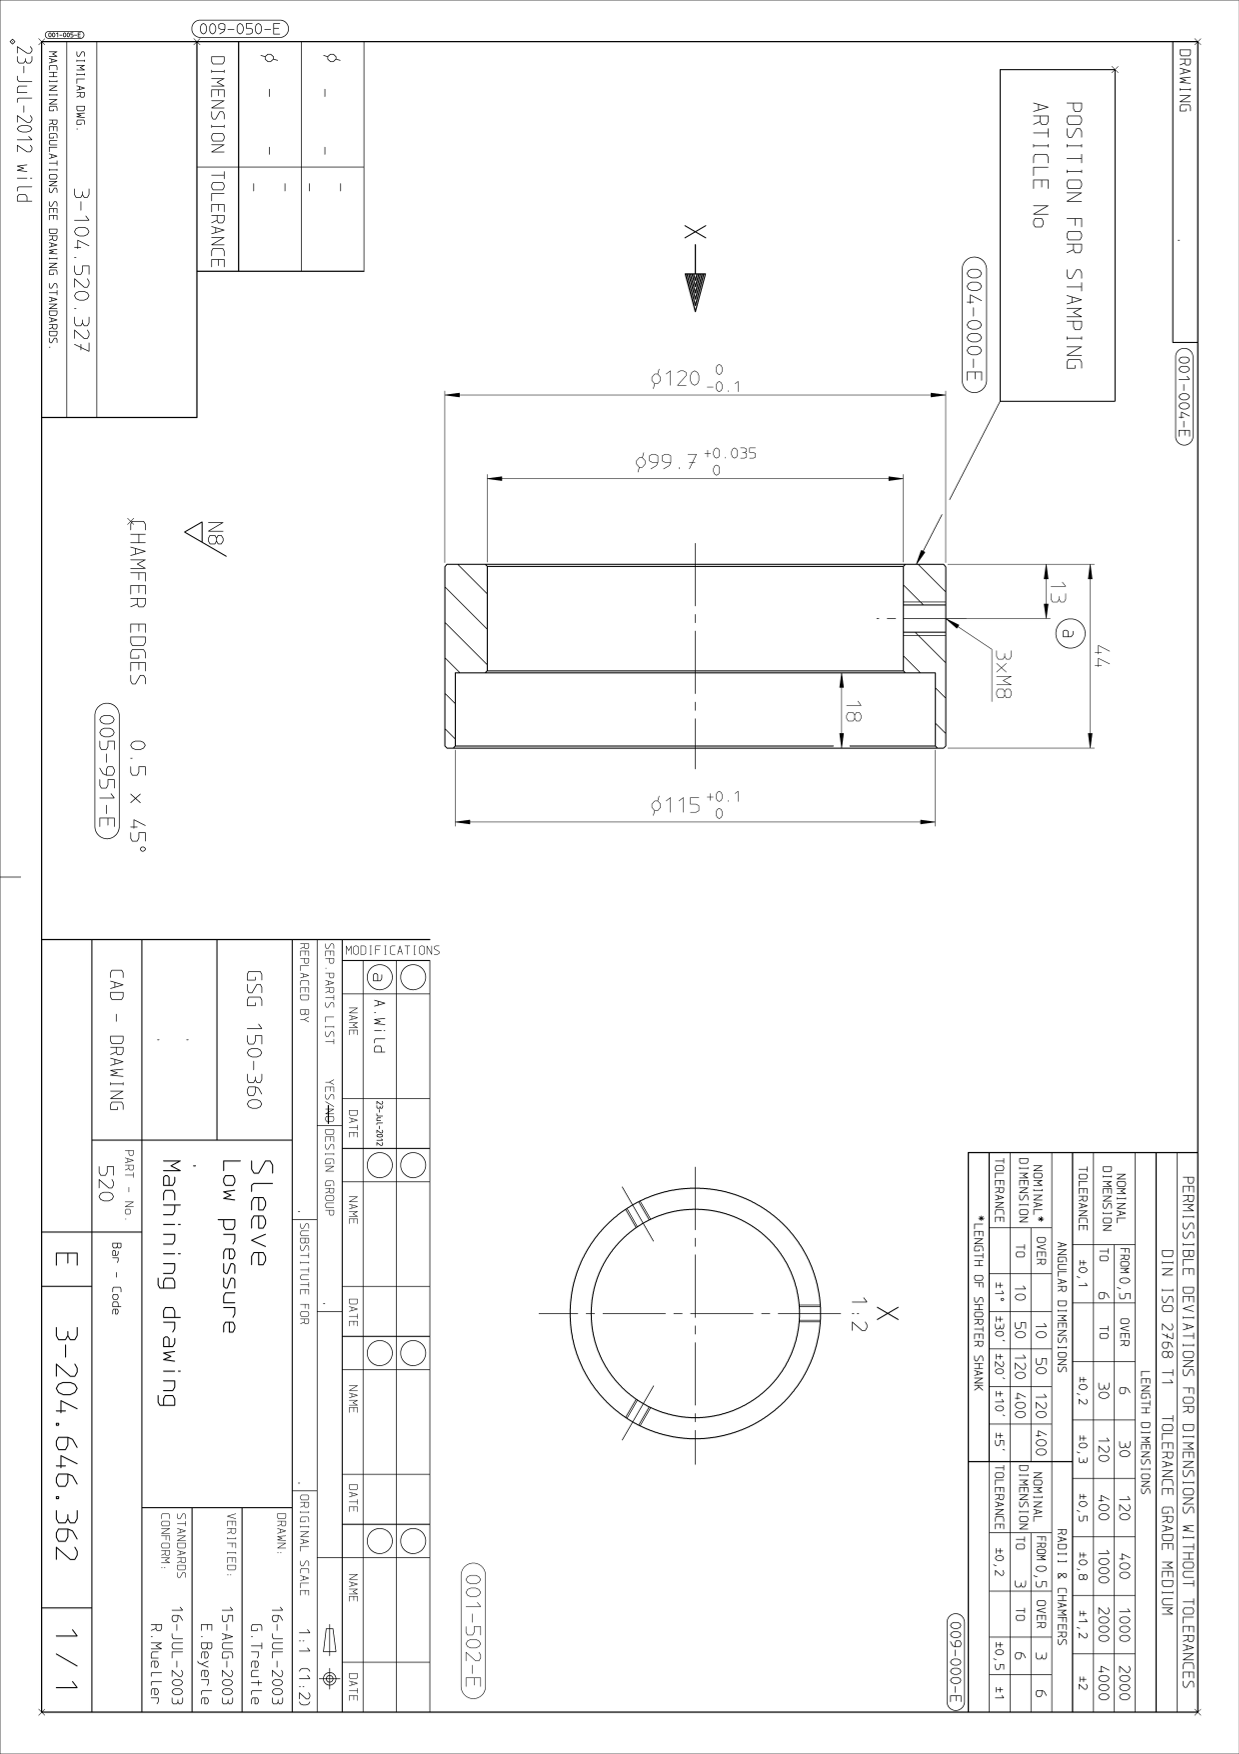 DRAWING
.
001-004-E
POSITION FOR STAMPING
ARTICLE No
004-000-E
009-050-E
φ - -
- -
φ - -
- -
DIMENSION TOLERANCE
001-005-E
SIMILAR DWG. 3-104.520.327
MACHINING REGULATIONS SEE DRAWING STANDARDS.
23-Jul-2012 wild
X
φ120 0 -0.1
φ99.7 +0.035 0
φ115 +0.1 0
44
13
a
3xM8
18
N8
CHAMFER EDGES 0.5 x 45°
005-951-E
X
1:2
PERMISSIBLE DEVIATIONS FOR DIMENSIONS WITHOUT TOLERANCES
DIN ISO 2768 T1 TOLERANCE GRADE MEDIUM
LENGTH DIMENSIONS
NOMINAL DIMENSION
FROM 0,5 OVER 6 30 120 400 1000 2000
TO 6 TO 30 120 400 1000 2000 4000
TOLERANCE ±0,1 ±0,2 ±0,3 ±0,5 ±0,8 ±1,2 ±2
ANGULAR DIMENSIONS RADII & CHAMFERS
NOMINAL * DIMENSION
OVER 10 50 120 400
TO 10 50 120 400
TOLERANCE ±1° ±30' ±20' ±10' ±5'
*LENGTH OF SHORTER SHANK
NOMINAL DIMENSION
FROM 0,5 OVER 3 6
TO 3 TO 6
TOLERANCE ±0,2 ±0,5 ±1
009-000-E
001-502-E
MODIFICATIONS
a A.Wild 23-Jul-2012
NAME DATE NAME DATE NAME DATE NAME DATE
SEP.PARTS LIST YES/NO DESIGN GROUP
REPLACED BY . SUBSTITUTE FOR . ORIGINAL SCALE 1:1 (1:2)
GSG 150-360
Sleeve
Low pressure
Machining drawing
DRAWN: 16-JUL-2003
G.Treutle
VERIFIED: 15-AUG-2003
E.Beyerle
STANDARDS CONFORM: 16-JUL-2003
R.Mueller
CAD - DRAWING
PART - No.
520
Bar - Code
E 3-204.646.362 1 / 1